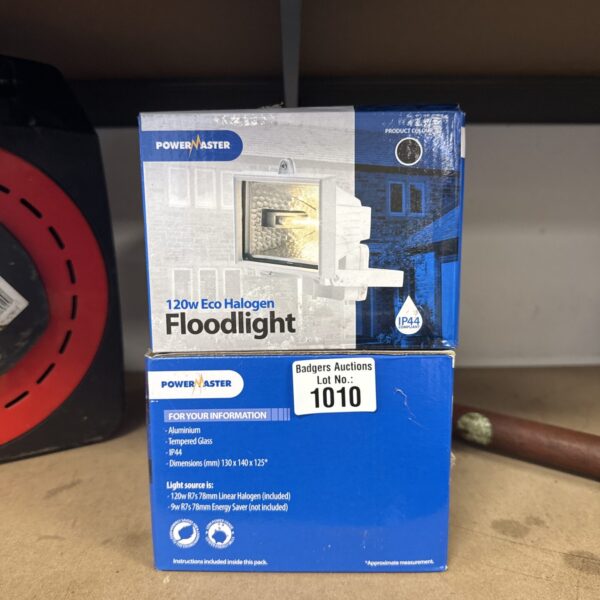 POWERMASTER
PRODUCT COLOUR
120w Eco Halogen
Floodlight
IP44
COMPLIANT
POWERMASTER
Badgers Auctions
Lot No.:
1010
FOR YOUR INFORMATION
· Aluminium
· Tempered Glass
· IP44
· Dimensions (mm) 130 x 140 x 125*
Light source is:
· 120w R7s 78mm Linear Halogen (included)
· 9w R7s 78mm Energy Saver (not included)
Instructions included inside this pack.
*Approximate measurement.